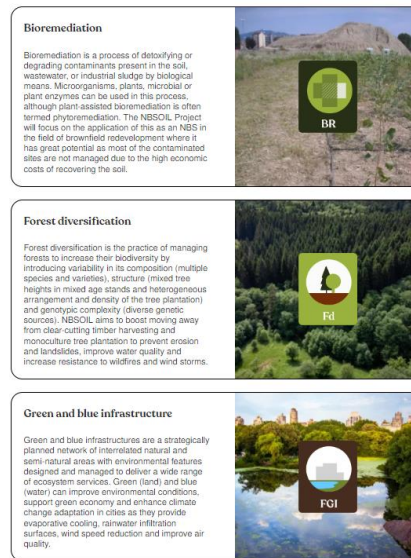 Bioremediation
Bioremediation is a process of detoxifying or
degrading contaminants present in the soil,
wastewater, or industrial sludge by biological
means. Microorganisms, plants, microbial or
plant enzymes can be used in this process,
although plant-assisted bioremediation is often
termed phytoremediation. The NBSOIL Project
will focus on the application of this as an NBS in
the field of brownfield redevelopment where it
has great potential as most of the contaminated
sites are not managed due to the high economic
costs of recovering the soil.
BR
Forest diversification
Forest diversification is the practice of managing
forests to increase their biodiversity by
introducing variability in its composition (multiple
species and varieties), structure (mixed tree
heights in mixed age stands and heterogeneous
arrangement and density of the tree plantation)
and genotypic complexity (diverse genetic
sources). NBSOIL aims to boost moving away
from clear-cutting timber harvesting and
monoculture tree plantation to prevent erosion
and landslides, improve water quality and
increase resistance to wildfires and wind storms.
Fd
Green and blue infrastructure
Green and blue infrastructures are a strategically
planned network of interrelated natural and
semi-natural areas with environmental features
designed and managed to deliver a wide range
of ecosystem services. Green (land) and blue
(water) can improve environmental conditions,
support green economy and enhance climate
change adaptation in cities as they provide
evaporative cooling, rainwater infiltration
surfaces, wind speed reduction and improve air
quality.
FGI